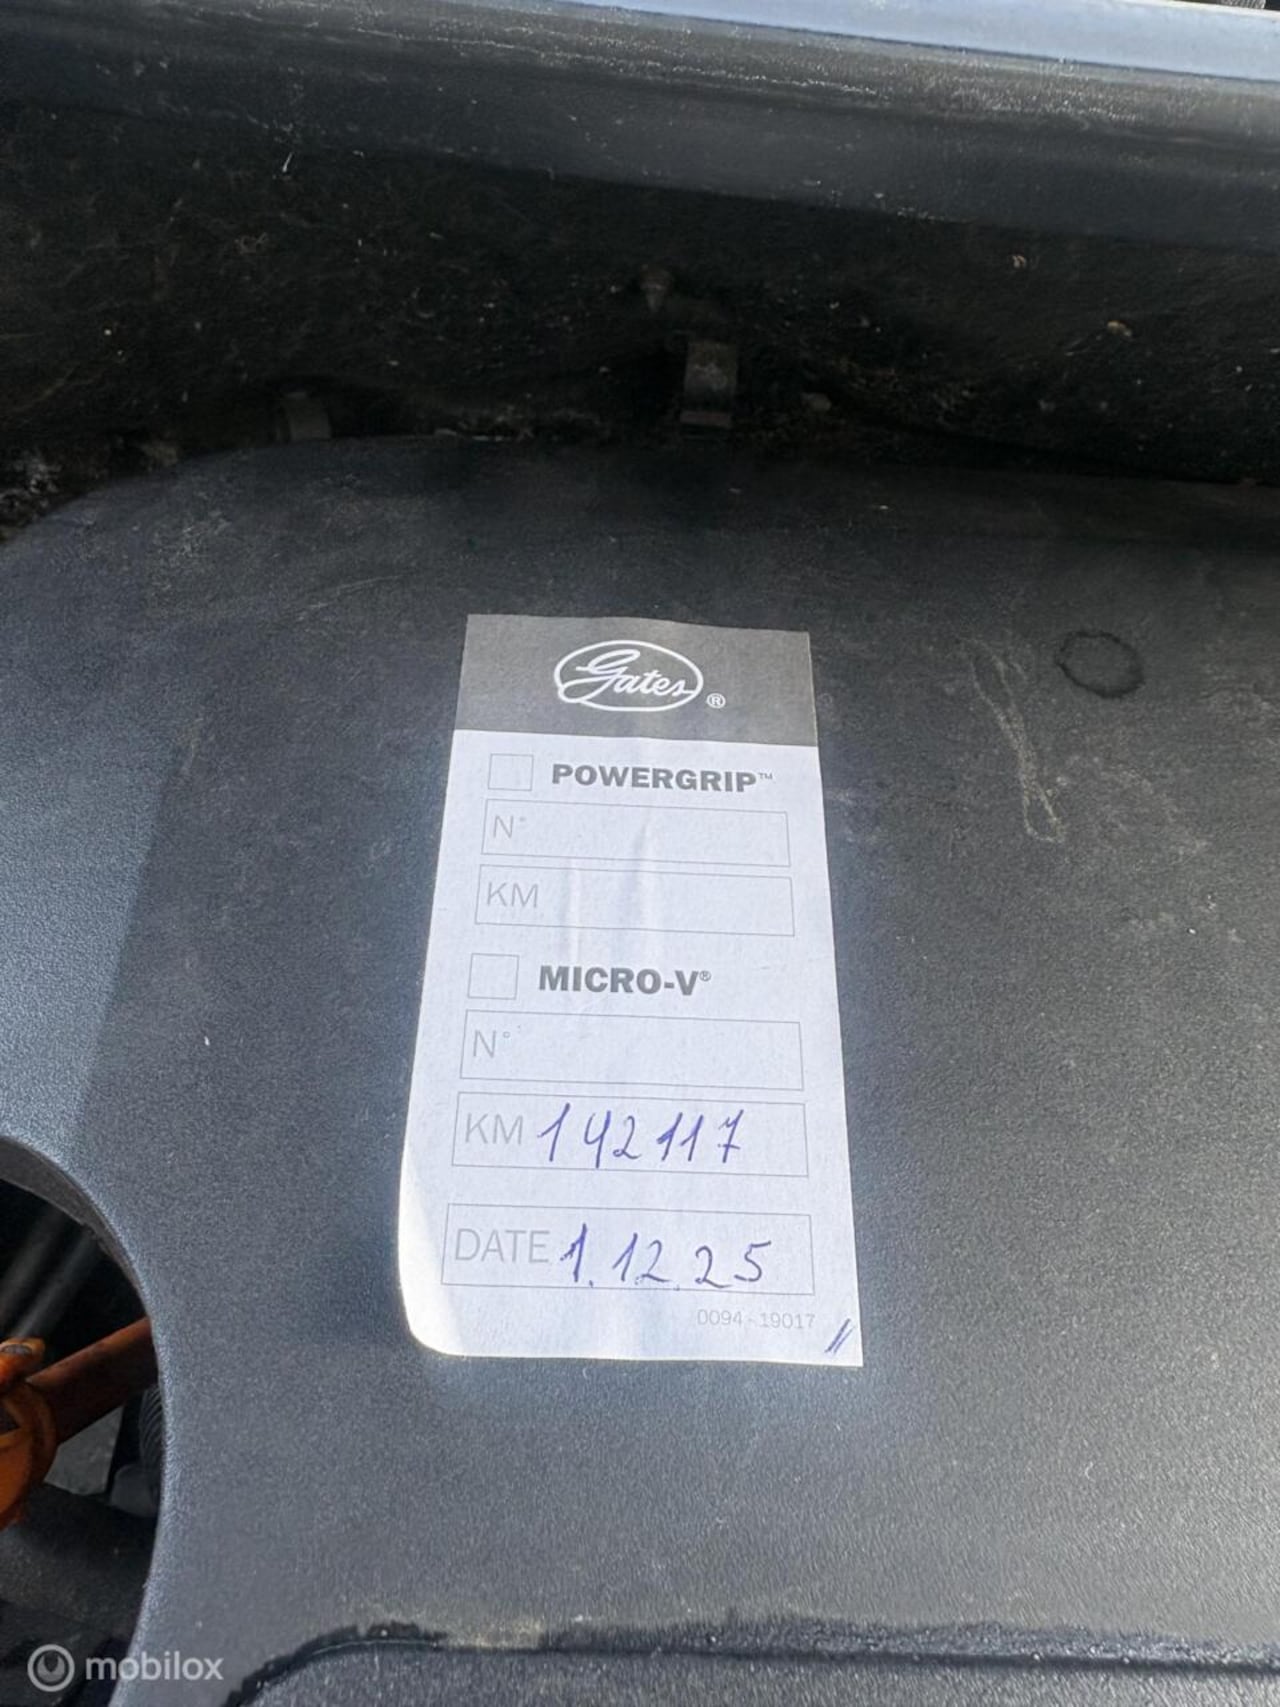 Gates®
POWERGRIP™
N°
KM
MICRO-V®
N°
KM 142117
DATE 1.12.25
0094-19017
mobilox